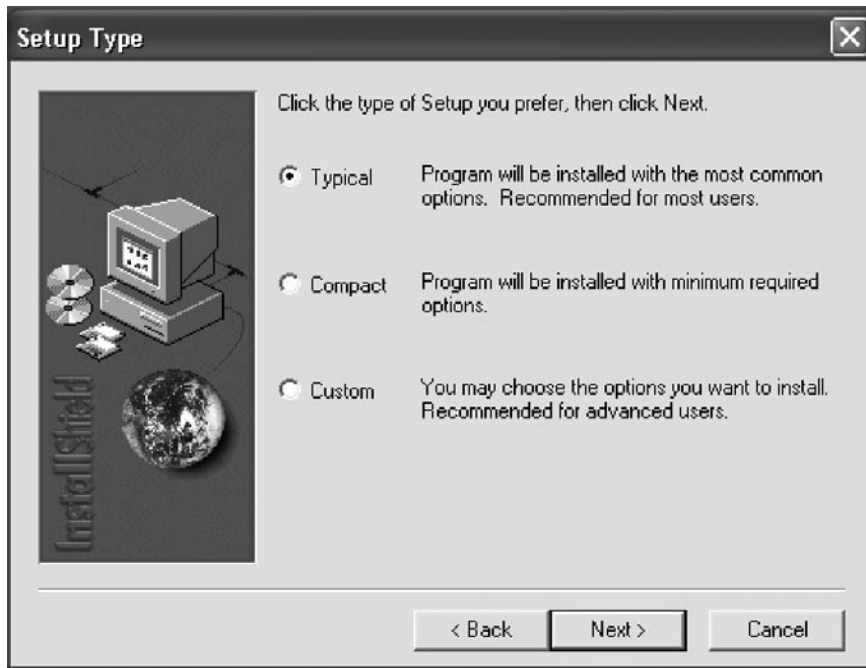 Setup Type
Click the type of Setup you prefer, then click Next.
Typical
Program will be installed with the most common
options. Recommended for most users.
Compact
Program will be installed with minimum required
options.
Custom
You may choose the options you want to install.
Recommended for advanced users.
InstallShield
< Back
Next >
Cancel